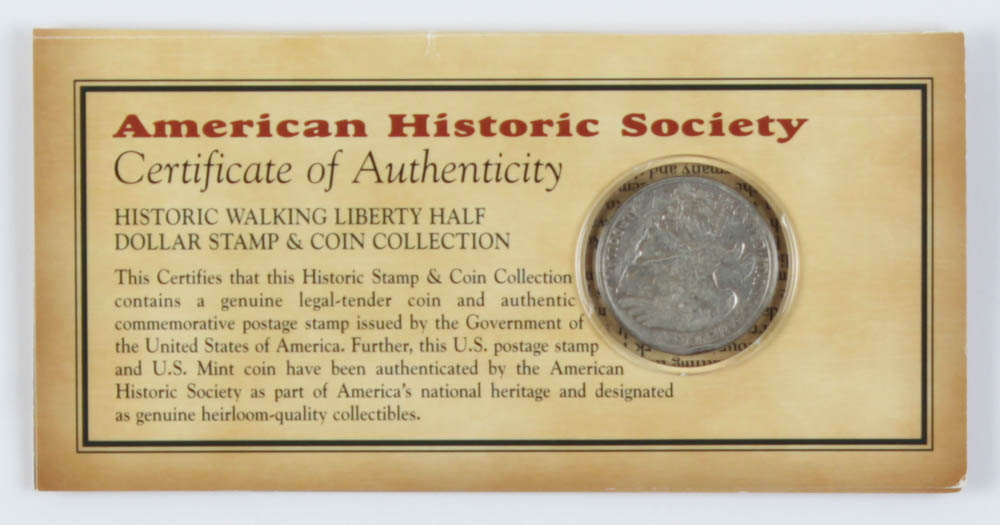 American Historic Society
Certificate of Authenticity
HISTORIC WALKING LIBERTY HALF
DOLLAR STAMP & COIN COLLECTION
This Certifies that this Historic Stamp & Coin Collection
contains a genuine legal-tender coin and authentic
commemorative postage stamp issued by the Government of
the United States of America. Further, this U.S. postage stamp
and U.S. Mint coin have been authenticated by the American
Historic Society as part of America's national heritage and designated
as genuine heirloom-quality collectibles.